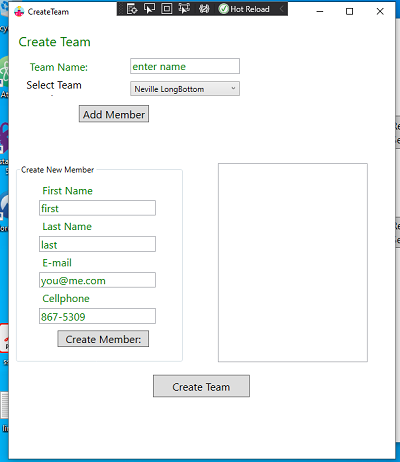 CreateTeam
Hot Reload
Create Team
Team Name:
enter name
Select Team
Neville LongBottom
Add Member
Create New Member
First Name
first
Last Name
last
E-mail
you@me.com
Cellphone
867-5309
Create Member:
Create Team